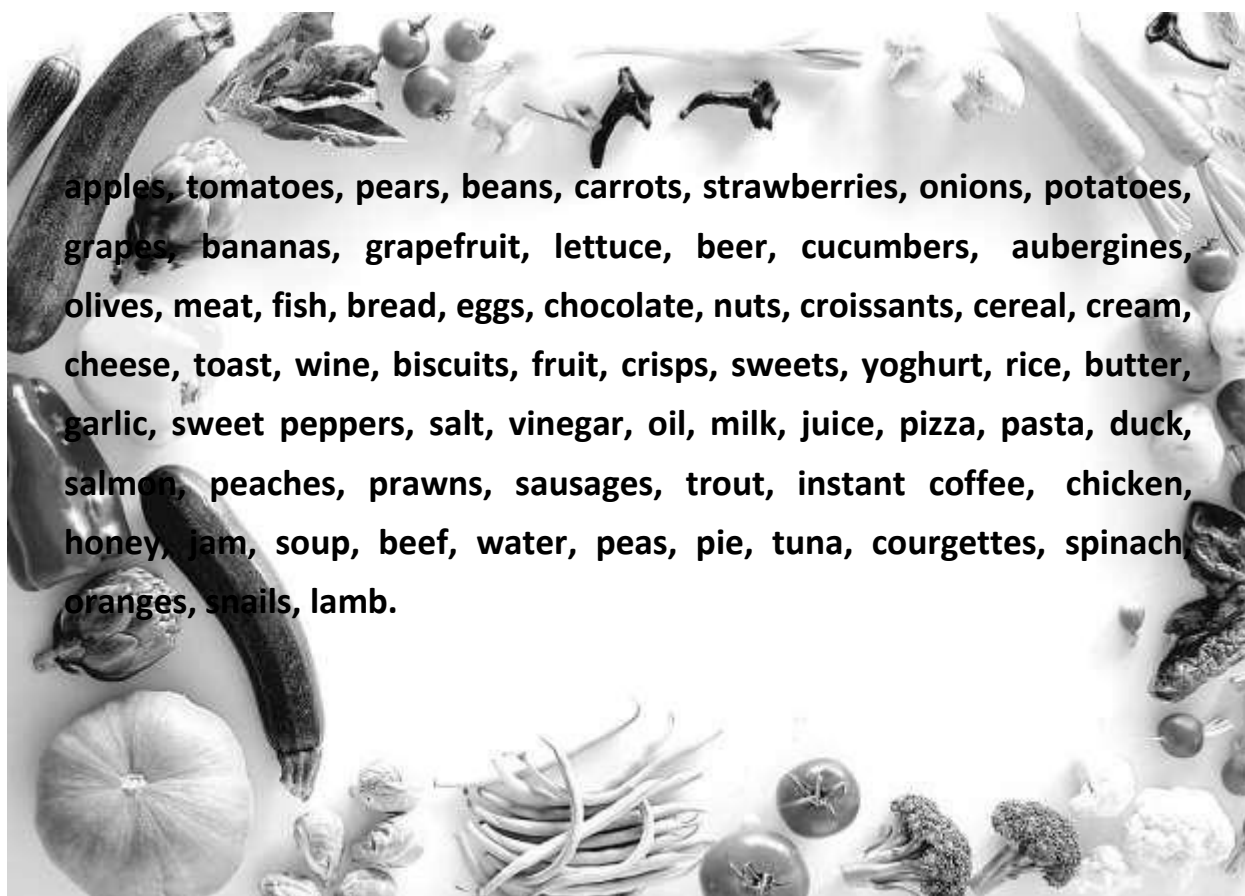 apples, tomatoes, pears, beans, carrots, strawberries, onions, potatoes,
grapes, bananas, grapefruit, lettuce, beer, cucumbers, aubergines,
olives, meat, fish, bread, eggs, chocolate, nuts, croissants, cereal, cream,
cheese, toast, wine, biscuits, fruit, crisps, sweets, yoghurt, rice, butter,
garlic, sweet peppers, salt, vinegar, oil, milk, juice, pizza, pasta, duck,
salmon, peaches, prawns, sausages, trout, instant coffee, chicken,
honey, jam, soup, beef, water, peas, pie, tuna, courgettes, spinach,
oranges, snails, lamb.